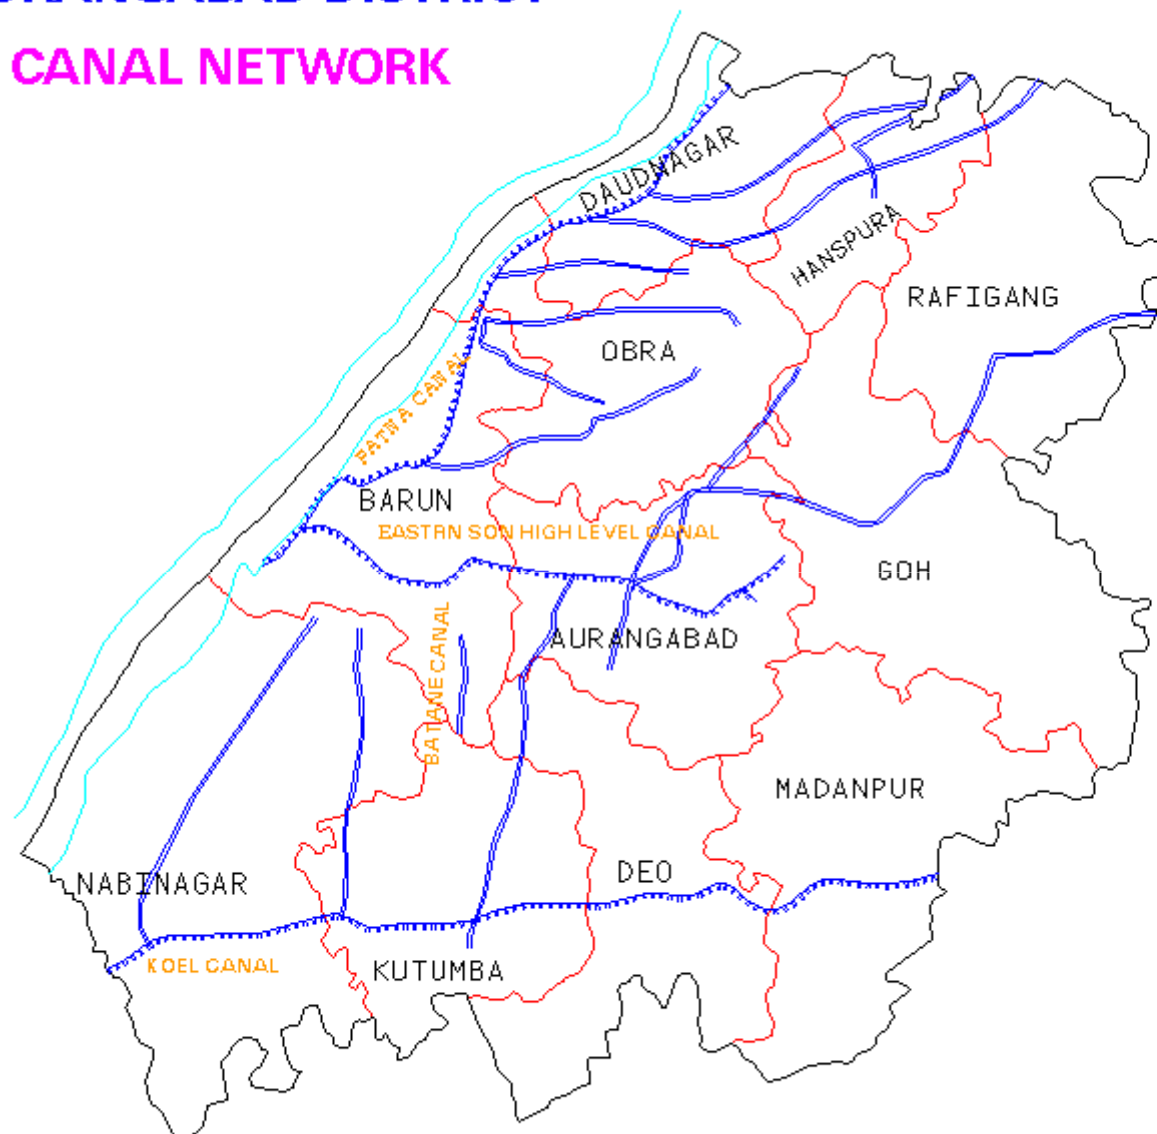 CANAL NETWORK
DAUDNAGAR
HANSPURA
RAFIGANG
OBRA
PATNA CANAL
BARUN
EASTRN SON HIGH LEVEL CANAL
GOH
AURANGABAD
BATANE CANAL
MADANPUR
DEO
NABINAGAR
KOEL CANAL
KUTUMBA